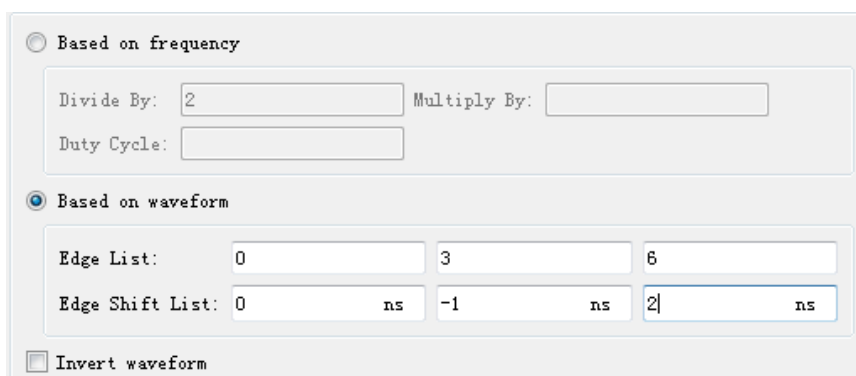 Based on frequency
Divide By: 2 Multiply By:
Duty Cycle:
Based on waveform
Edge List: 0 3 6
Edge Shift List: 0 ns -1 ns 2 ns
Invert waveform